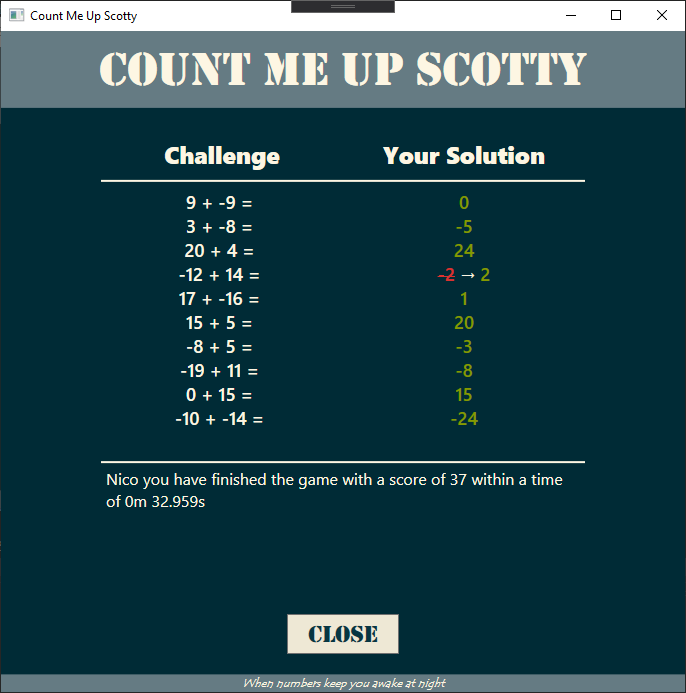 Count Me Up Scotty
COUNT ME UP SCOTTY
Challenge Your Solution
9 + -9 = 0
3 + -8 = -5
20 + 4 = 24
-12 + 14 = -2 → 2
17 + -16 = 1
15 + 5 = 20
-8 + 5 = -3
-19 + 11 = -8
0 + 15 = 15
-10 + -14 = -24
Nico you have finished the game with a score of 37 within a time
of 0m 32.959s
CLOSE
When numbers keep you awake at night